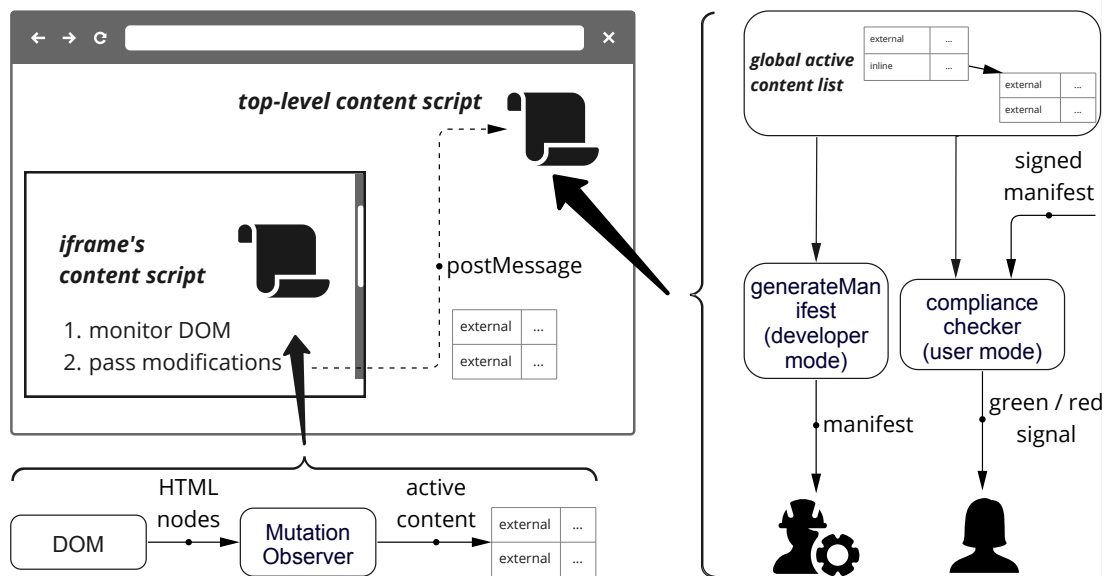 top-level content script
iframe's
content script
1. monitor DOM
2. pass modifications
postMessage
external ...
external ...
HTML
nodes
active
content
DOM
Mutation
Observer
external ...
external ...
global active
content list
external ...
inline ...
external ...
external ...
signed
manifest
generateMan
ifest
(developer
mode)
compliance
checker
(user mode)
manifest
green / red
signal